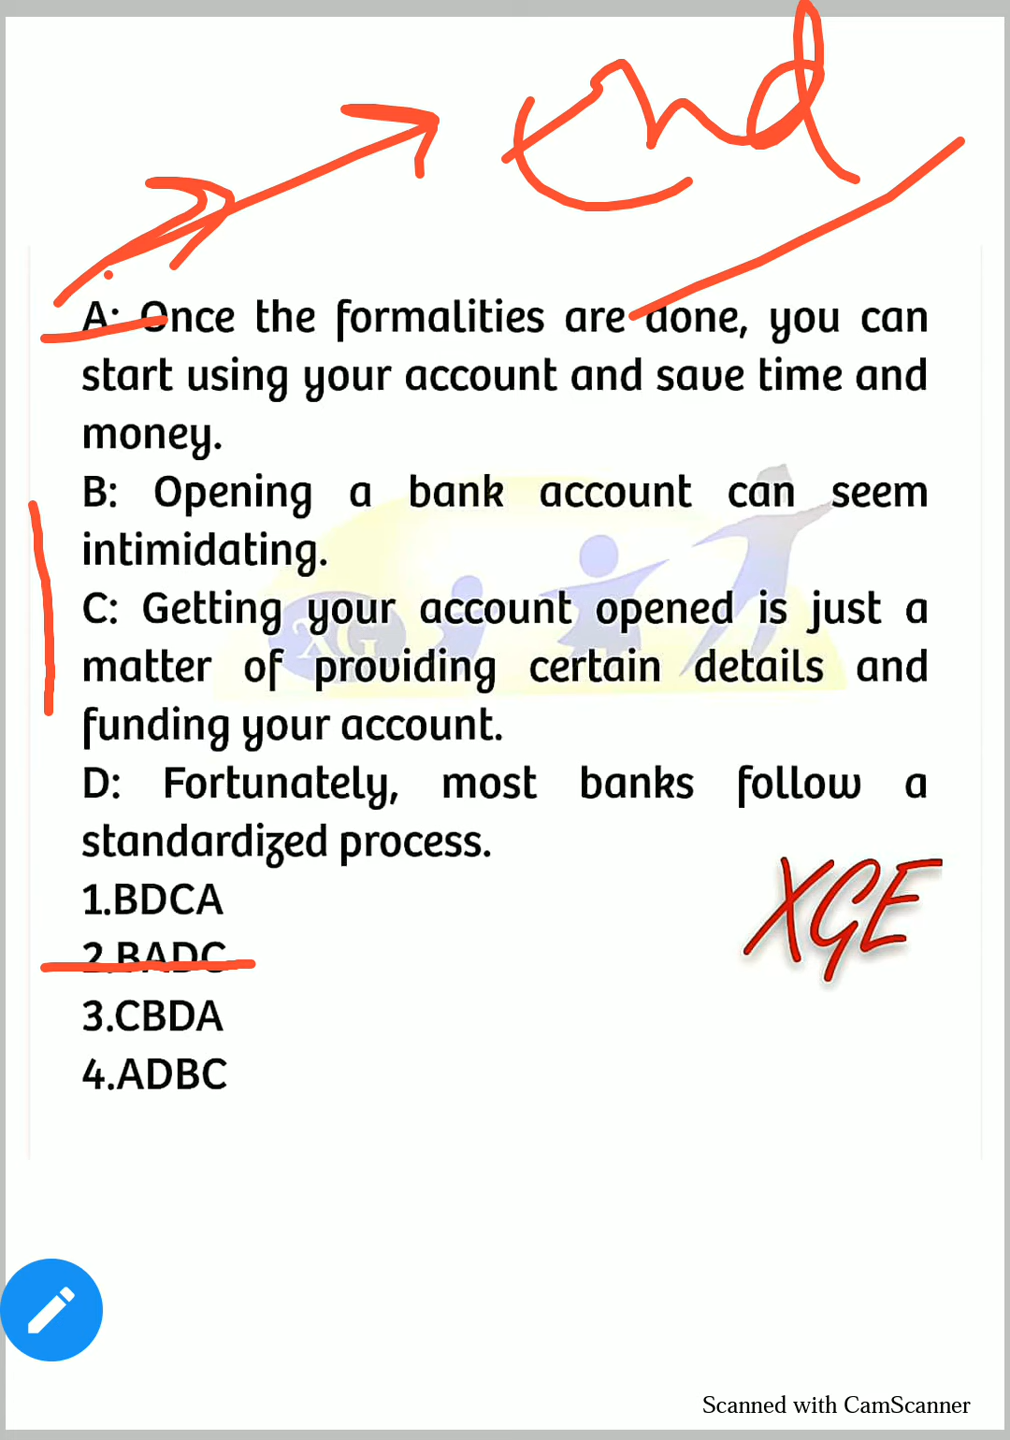 end
A: Once the formalities are done, you can
start using your account and save time and
money.
B: Opening a bank account can seem
intimidating.
C: Getting your account opened is just a
matter of providing certain details and
funding your account.
D: Fortunately, most banks follow a
standardized process.
1.BDCA
2.BADC
3.CBDA
4.ADBC
XGE
Scanned with CamScanner